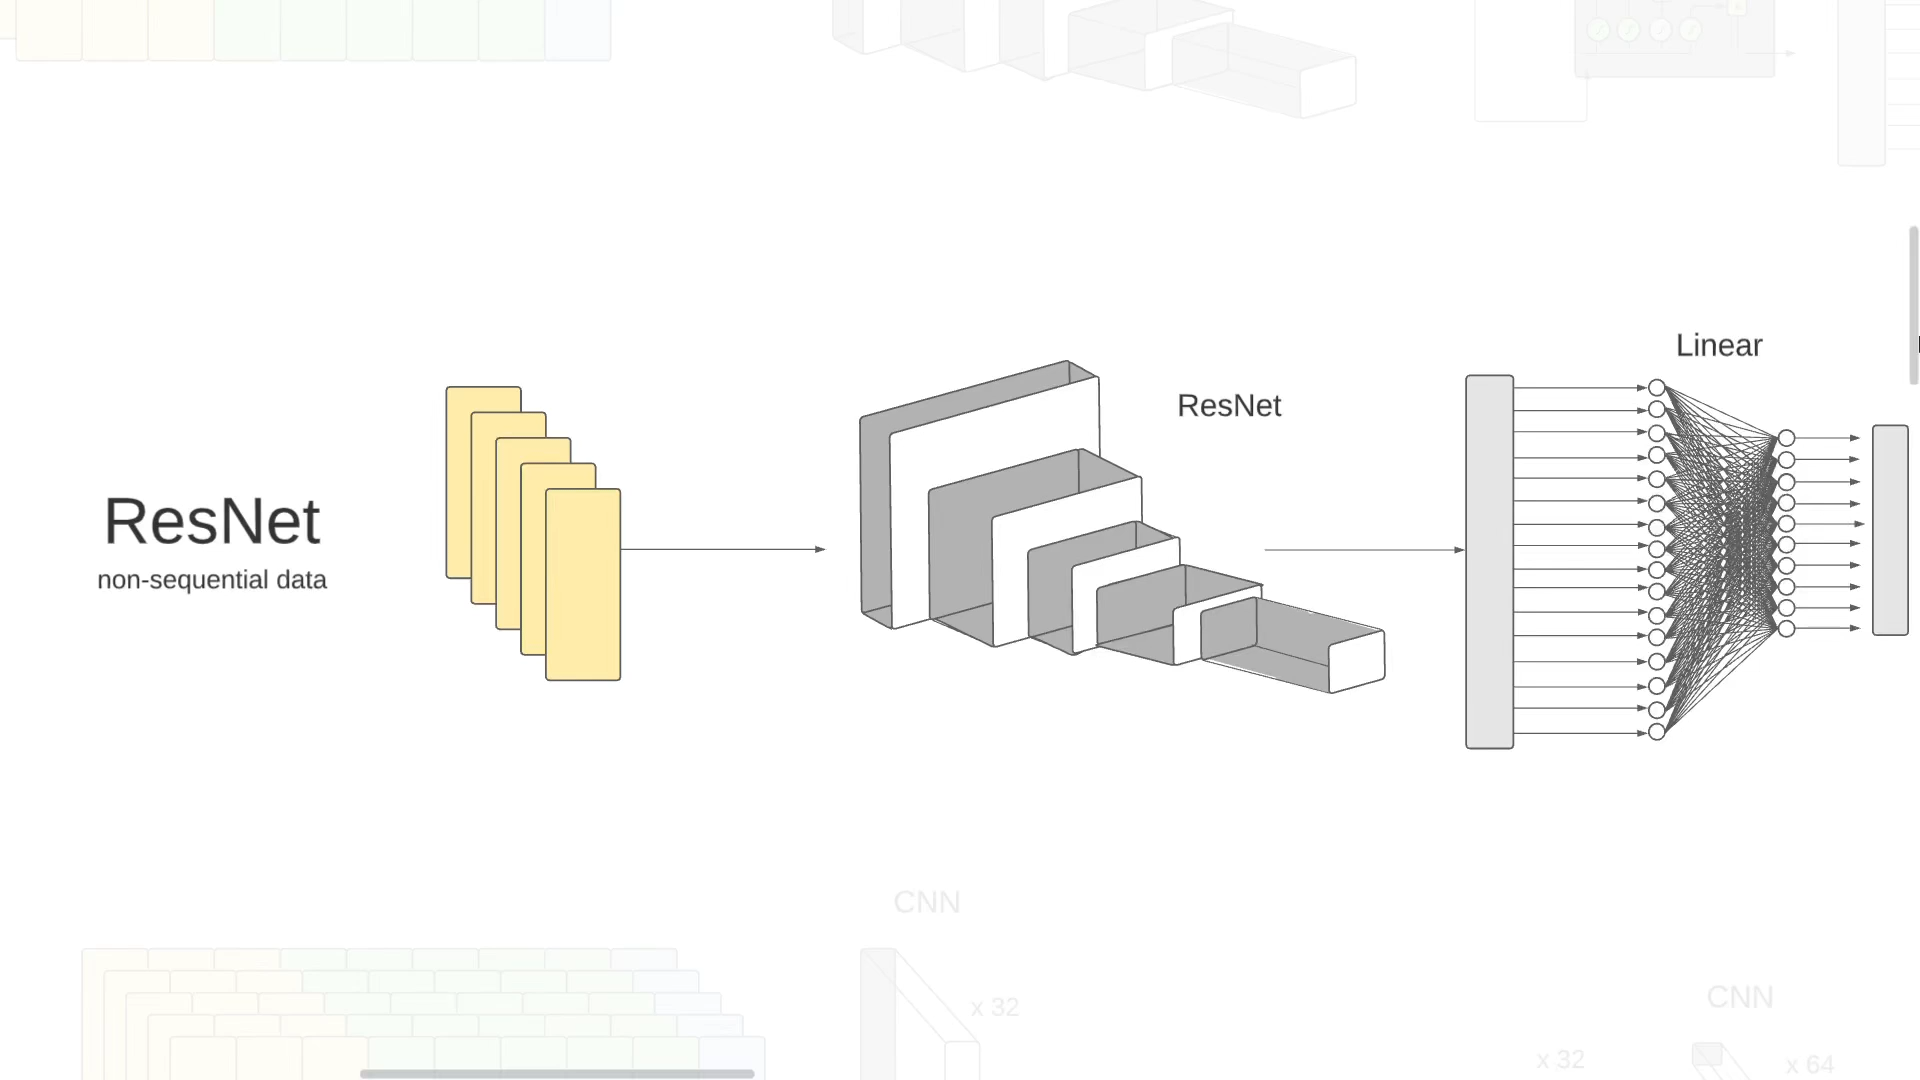 Linear
ResNet
ResNet
non-sequential data
CNN
x 32
CNN
x 32
x 64